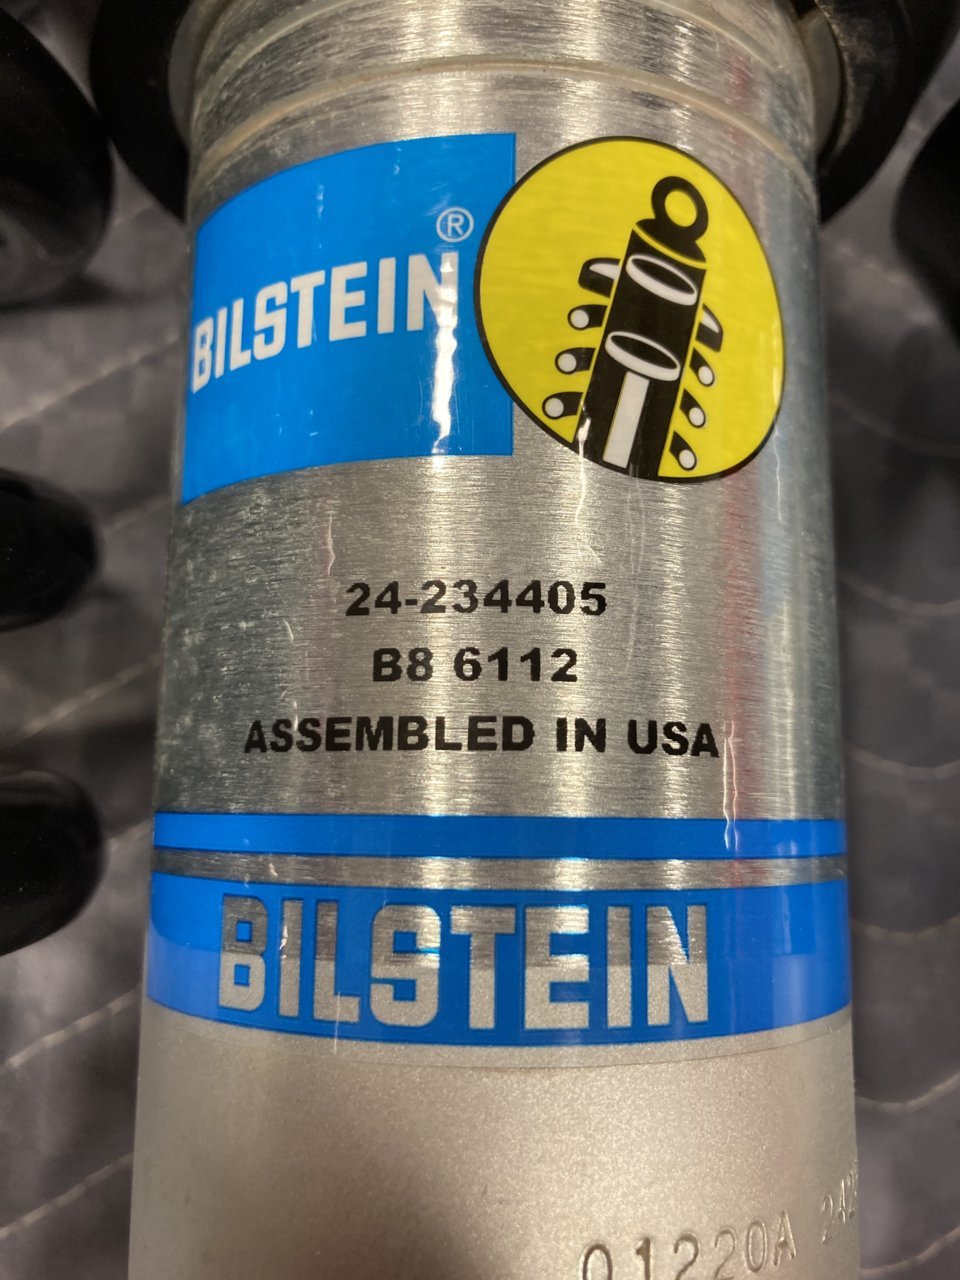 BILSTEIN®
24-234405
B8 6112
ASSEMBLED IN USA
BILSTEIN
01220A